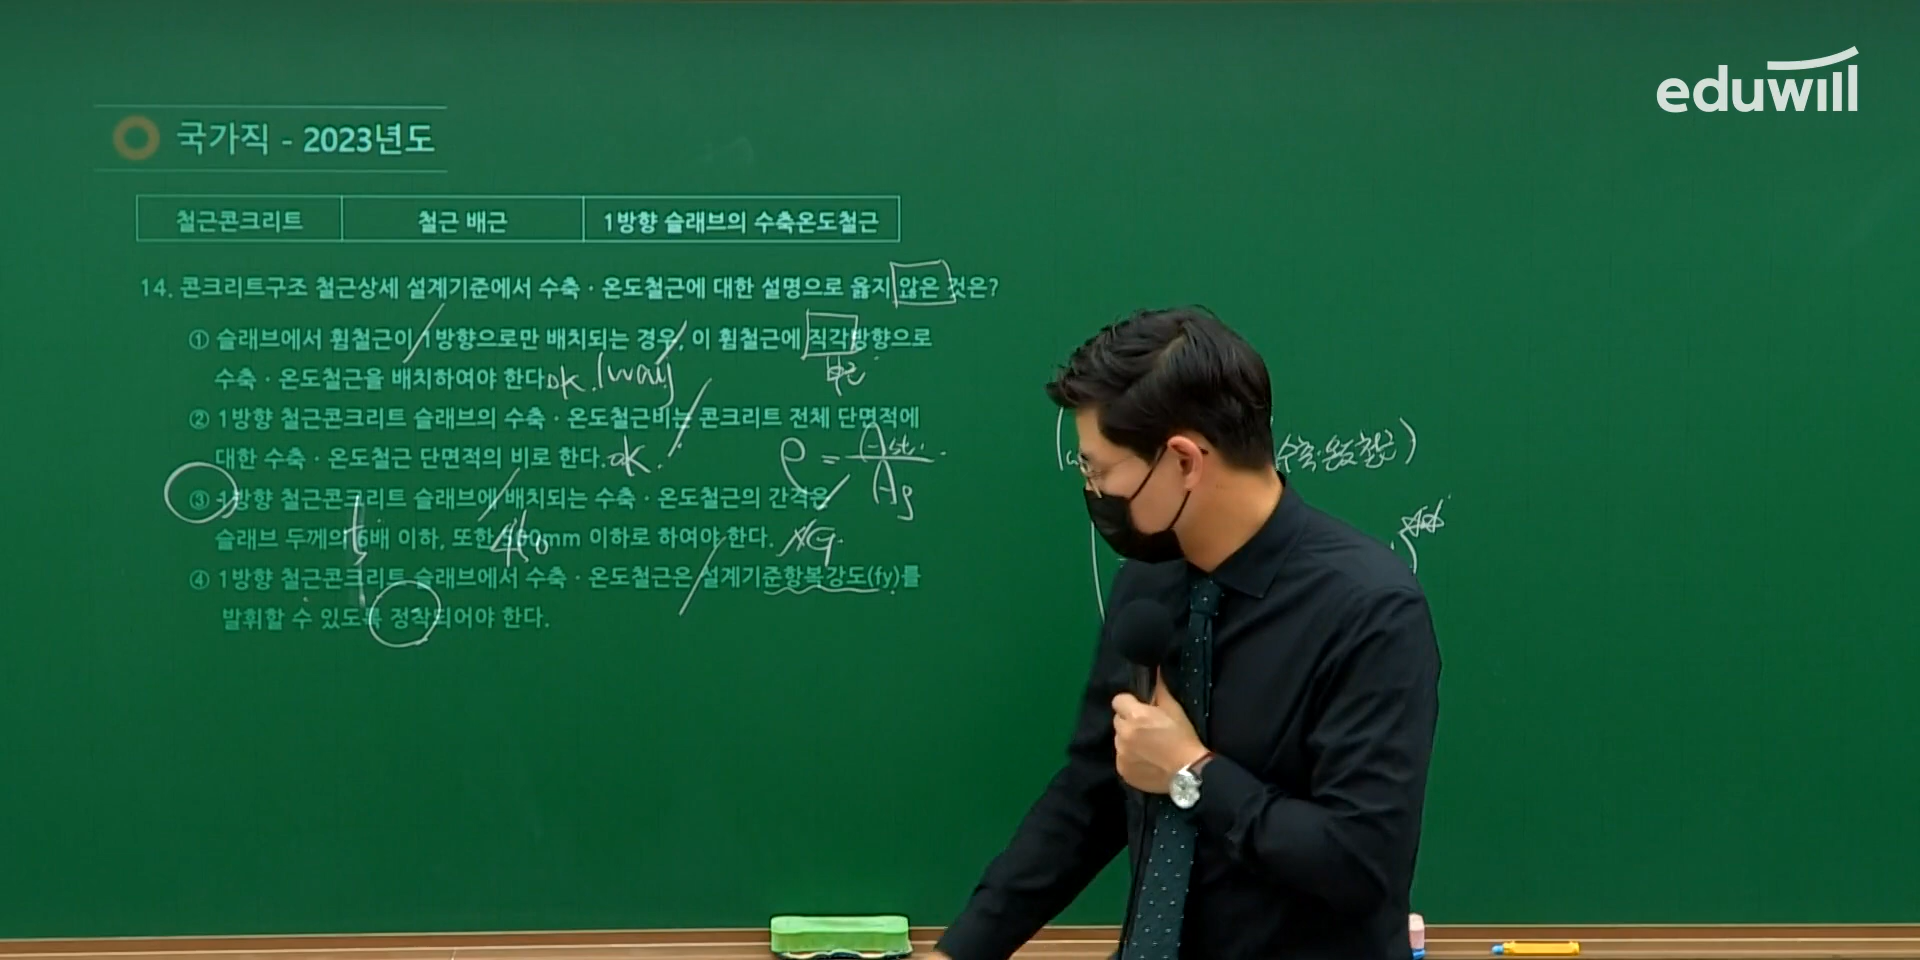 eduwill
국가직 - 2023년도
철근콘크리트 철근 배근 1방향 슬래브의 수축온도철근
14. 콘크리트구조 철근상세 설계기준에서 수축 · 온도철근에 대한 설명으로 옳지 않은 것은?
① 슬래브에서 휨철근이 1방향으로만 배치되는 경우, 이 휨철근에 직각방향으로
수축 · 온도철근을 배치하여야 한다. ok. 1way
② 1방향 철근콘크리트 슬래브의 수축 · 온도철근비는 콘크리트 전체 단면적에
대한 수축 · 온도철근 단면적의 비로 한다. ok.
ρ = Ast / Ag
수축·온도철근)
③ 1방향 철근콘크리트 슬래브에 배치되는 수축 · 온도철근의 간격은
슬래브 두께의 6배 이하, 또한 500mm 이하로 하여야 한다. NG.
④ 1방향 철근콘크리트 슬래브에서 수축 · 온도철근은 설계기준항복강도(fy)를
발휘할 수 있도록 정착되어야 한다.